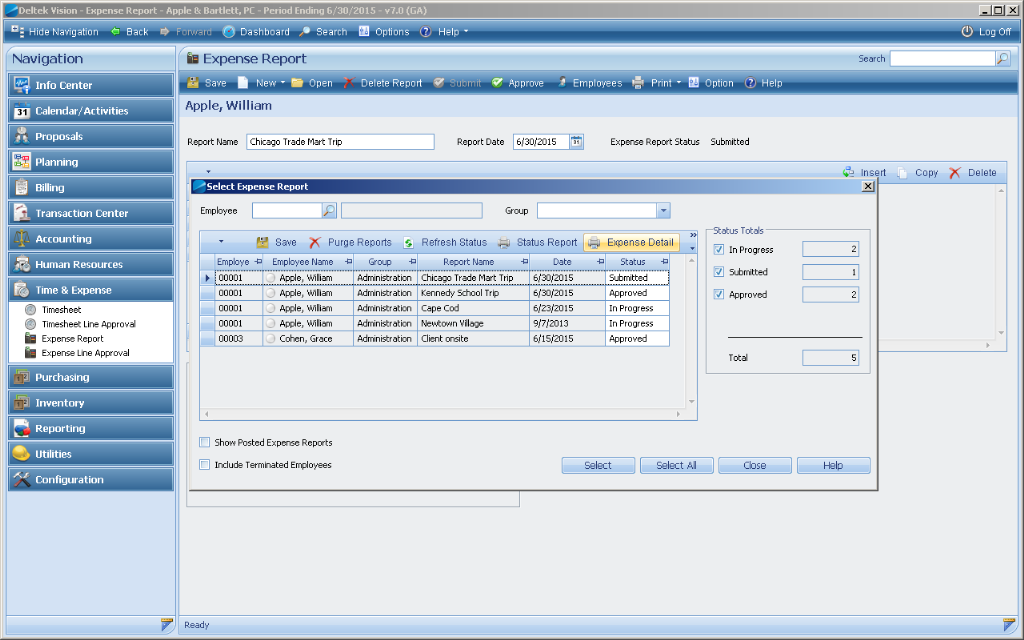 Deltek Vision - Expense Report - Apple & Bartlett, PC - Period Ending 6/30/2015 - v7.0 (GA)
Hide Navigation Back Forward Dashboard Search Options Help Log Off
Navigation
Info Center
31 Calendar/Activities
Proposals
Planning
Billing
Transaction Center
Accounting
Human Resources
Time & Expense
Timesheet
Timesheet Line Approval
Expense Report
Expense Line Approval
Purchasing
Inventory
Reporting
Utilities
Configuration
Expense Report Search
Save New Open Delete Report Submit Approve Employees Print Option Help
Apple, William
Report Name Chicago Trade Mart Trip Report Date 6/30/2015 Expense Report Status Submitted
Insert Copy Delete
Select Expense Report
Employee Group
Save Purge Reports Refresh Status Status Report Expense Detail »
Employe Employee Name Group Report Name Date Status
00001 Apple, William Administration Chicago Trade Mart Trip 6/30/2015 Submitted
00001 Apple, William Administration Kennedy School Trip 6/30/2015 Approved
00001 Apple, William Administration Cape Cod 6/23/2015 In Progress
00001 Apple, William Administration Newtown Village 9/7/2013 In Progress
00003 Cohen, Grace Administration Client onsite 6/15/2015 Approved
Status Totals
In Progress 2
Submitted 1
Approved 2
Total 5
Show Posted Expense Reports
Include Terminated Employees
Select Select All Close Help
Ready